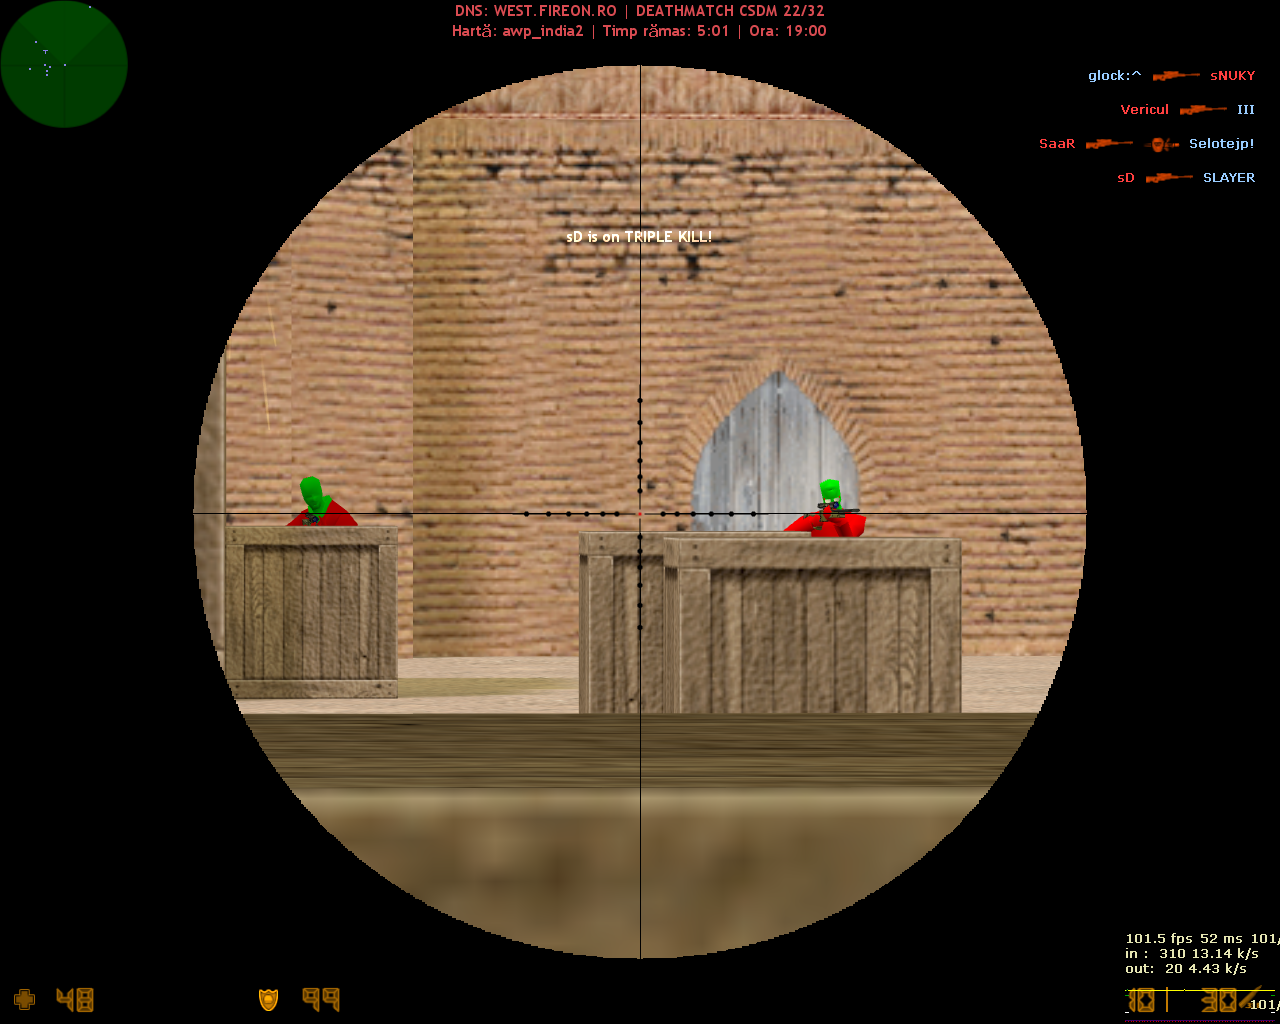 DNS: WEST.FIREON.RO | DEATHMATCH CSDM 22/32
Hartă: awp_india2 | Timp rămas: 5:01 | Ora: 19:00
glock:^ sNUKY
Vericul III
SaaR Selotejp!
sD SLAYER
sD is on TRIPLE KILL!
101.5 fps 52 ms 101/
in : 310 13.14 k/s
out: 20 4.43 k/s
48 99 10 | 30
101/